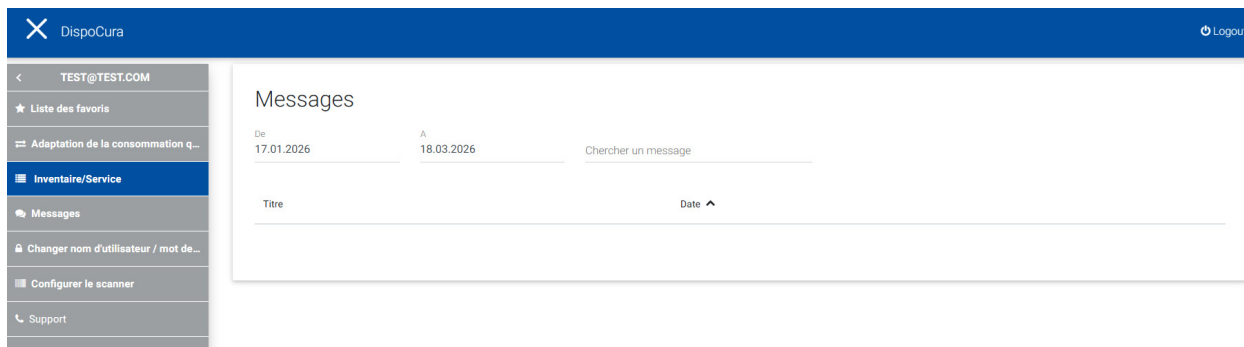 DispoCura
Logout
TEST@TEST.COM
Liste des favoris
Adaptation de la consommation q...
Inventaire/Service
Messages
Changer nom d'utilisateur / mot de...
Configurer le scanner
Support
Messages
De
17.01.2026
A
18.03.2026
Chercher un message
Titre
Date